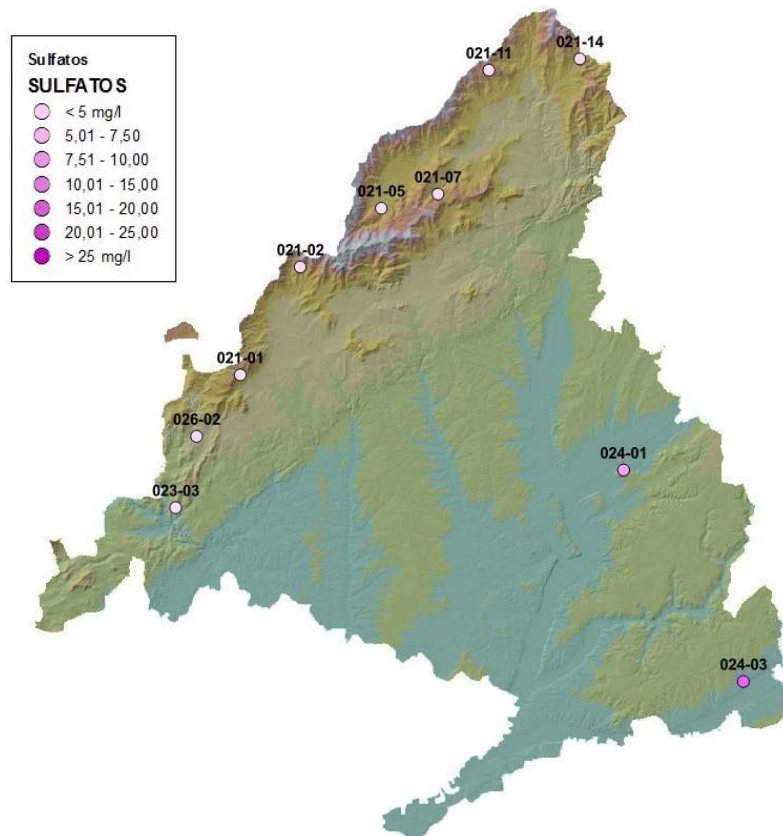 Sulfatos
SULFATOS
< 5 mg/l
5,01 - 7,50
7,51 - 10,00
10,01 - 15,00
15,01 - 20,00
20,01 - 25,00
> 25 mg/l
021-11
021-14
021-05
021-07
021-02
021-01
026-02
024-01
023-03
024-03